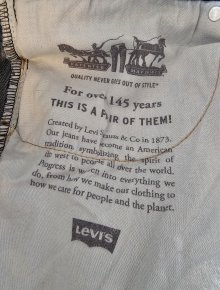 QUALITY NEVER GOES OUT OF STYLE®
For over 145 years
THIS IS A PAIR OF THEM!
Created by Levi Strauss & Co in 1873.
Our jeans have become an American
tradition, symbolizing the spirit of
the west to people all over the world.
Progress is woven into everything we
do, from how we make our clothing to
how we care for people and the planet.
Levi's